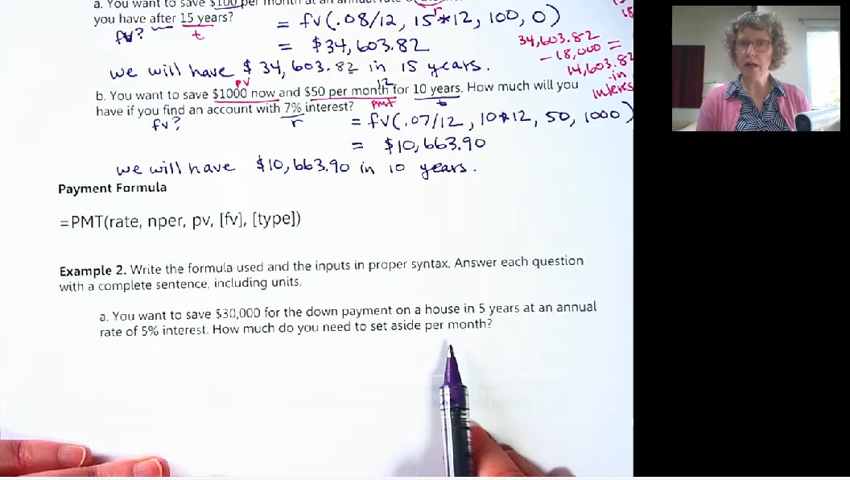 a. You want to save $100 per month at an annual rate
you have after 15 years?
fv?
t
r
= fv(.08/12, 15*12, 100, 0)
= $34,603.82
we will have $34,603.82 in 15 years.
34,603.82
-18,000 =
14,603.82
in
b. You want to save $1000 now and $50 per month for 10 years. How much will you
have if you find an account with 7% interest?
pv
12
pmt
t
fv?
r
= fv(.07/12, 10*12, 50, 1000)
= $10,663.90
we will have $10,663.90 in 10 years.
Payment Formula
=PMT(rate, nper, pv, [fv], [type])
Example 2. Write the formula used and the inputs in proper syntax. Answer each question
with a complete sentence, including units.
a. You want to save $30,000 for the down payment on a house in 5 years at an annual
rate of 5% interest. How much do you need to set aside per month?